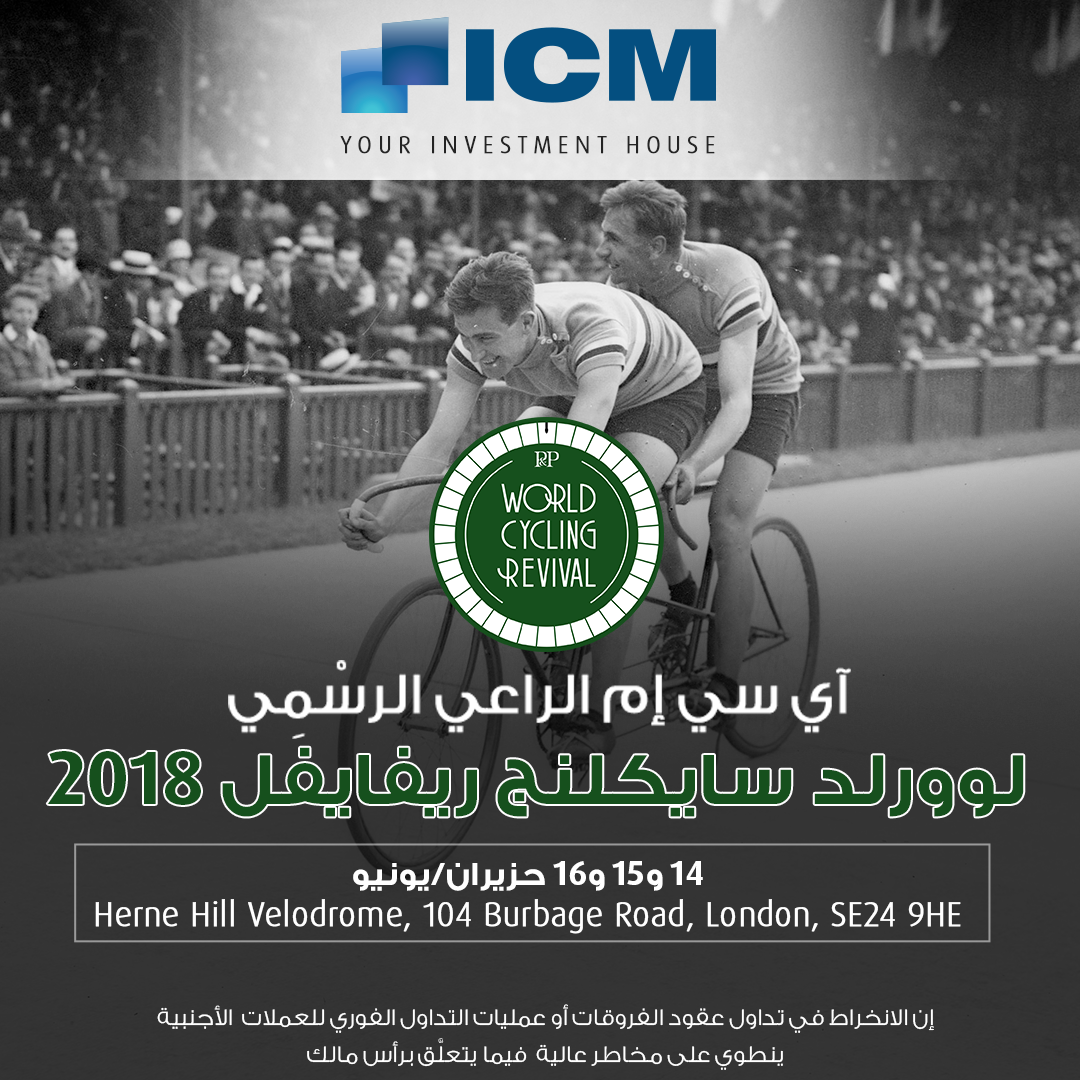 ICM
YOUR INVESTMENT HOUSE
P&P
WORLD
CYCLING
REVIVAL
آي سي إم الراعي الرسْمِي
لوورلد سايكلنج ريفايفل 2018
14 و15 و16 حزيران/يونيو
Herne Hill Velodrome, 104 Burbage Road, London, SE24 9HE
إن الانخراط في تداول عقود الفروقات أو عمليات التداول الفوري للعملات الأجنبية
ينطوي على مخاطر عالية فيما يتعلَّق برأس مالك